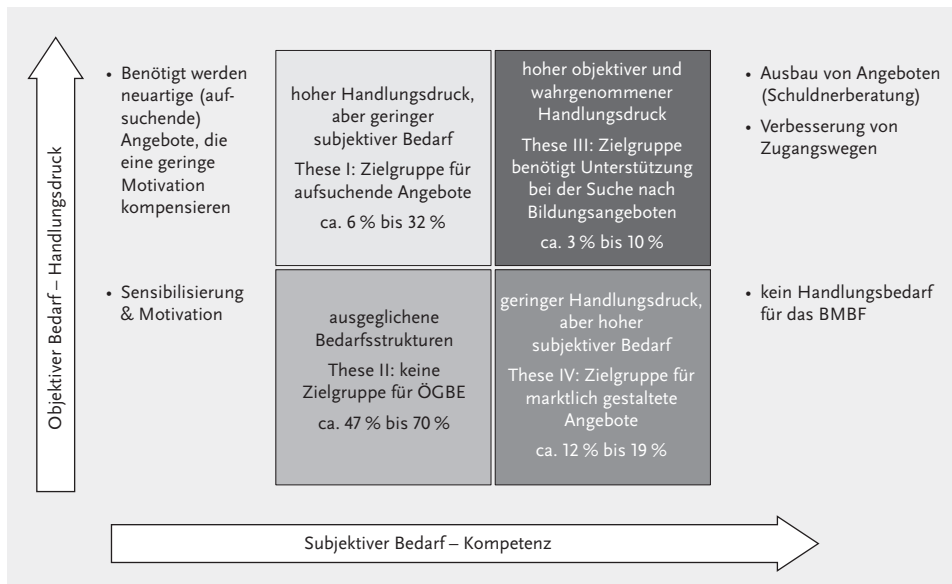 Objektiver Bedarf – Handlungsdruck
• Benötigt werden
neuartige (auf-
suchende)
Angebote, die
eine geringe
Motivation
kompensieren
hoher Handlungsdruck,
aber geringer
subjektiver Bedarf
These I: Zielgruppe für
aufsuchende Angebote
ca. 6 % bis 32 %
hoher objektiver und
wahrgenommener
Handlungsdruck
These III: Zielgruppe
benötigt Unterstützung
bei der Suche nach
Bildungsangeboten
ca. 3 % bis 10 %
• Ausbau von Angeboten
(Schuldnerberatung)
• Verbesserung von
Zugangswegen
• Sensibilisierung
& Motivation
ausgeglichene
Bedarfsstrukturen
These II: keine
Zielgruppe für ÖGBE
ca. 47 % bis 70 %
geringer Handlungsdruck,
aber hoher
subjektiver Bedarf
These IV: Zielgruppe für
marktlich gestaltete
Angebote
ca. 12 % bis 19 %
• kein Handlungsbedarf
für das BMBF
Subjektiver Bedarf – Kompetenz